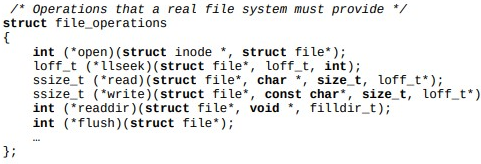 /* Operations that a real file system must provide */
struct file_operations
{
int (*open)(struct inode *, struct file*);
loff_t (*llseek)(struct file*, loff_t, int);
ssize_t (*read)(struct file*, char *, size_t, loff_t*);
ssize_t (*write)(struct file*, const char*, size_t, loff_t*)
int (*readdir)(struct file*, void *, filldir_t);
int (*flush)(struct file*);
…
};